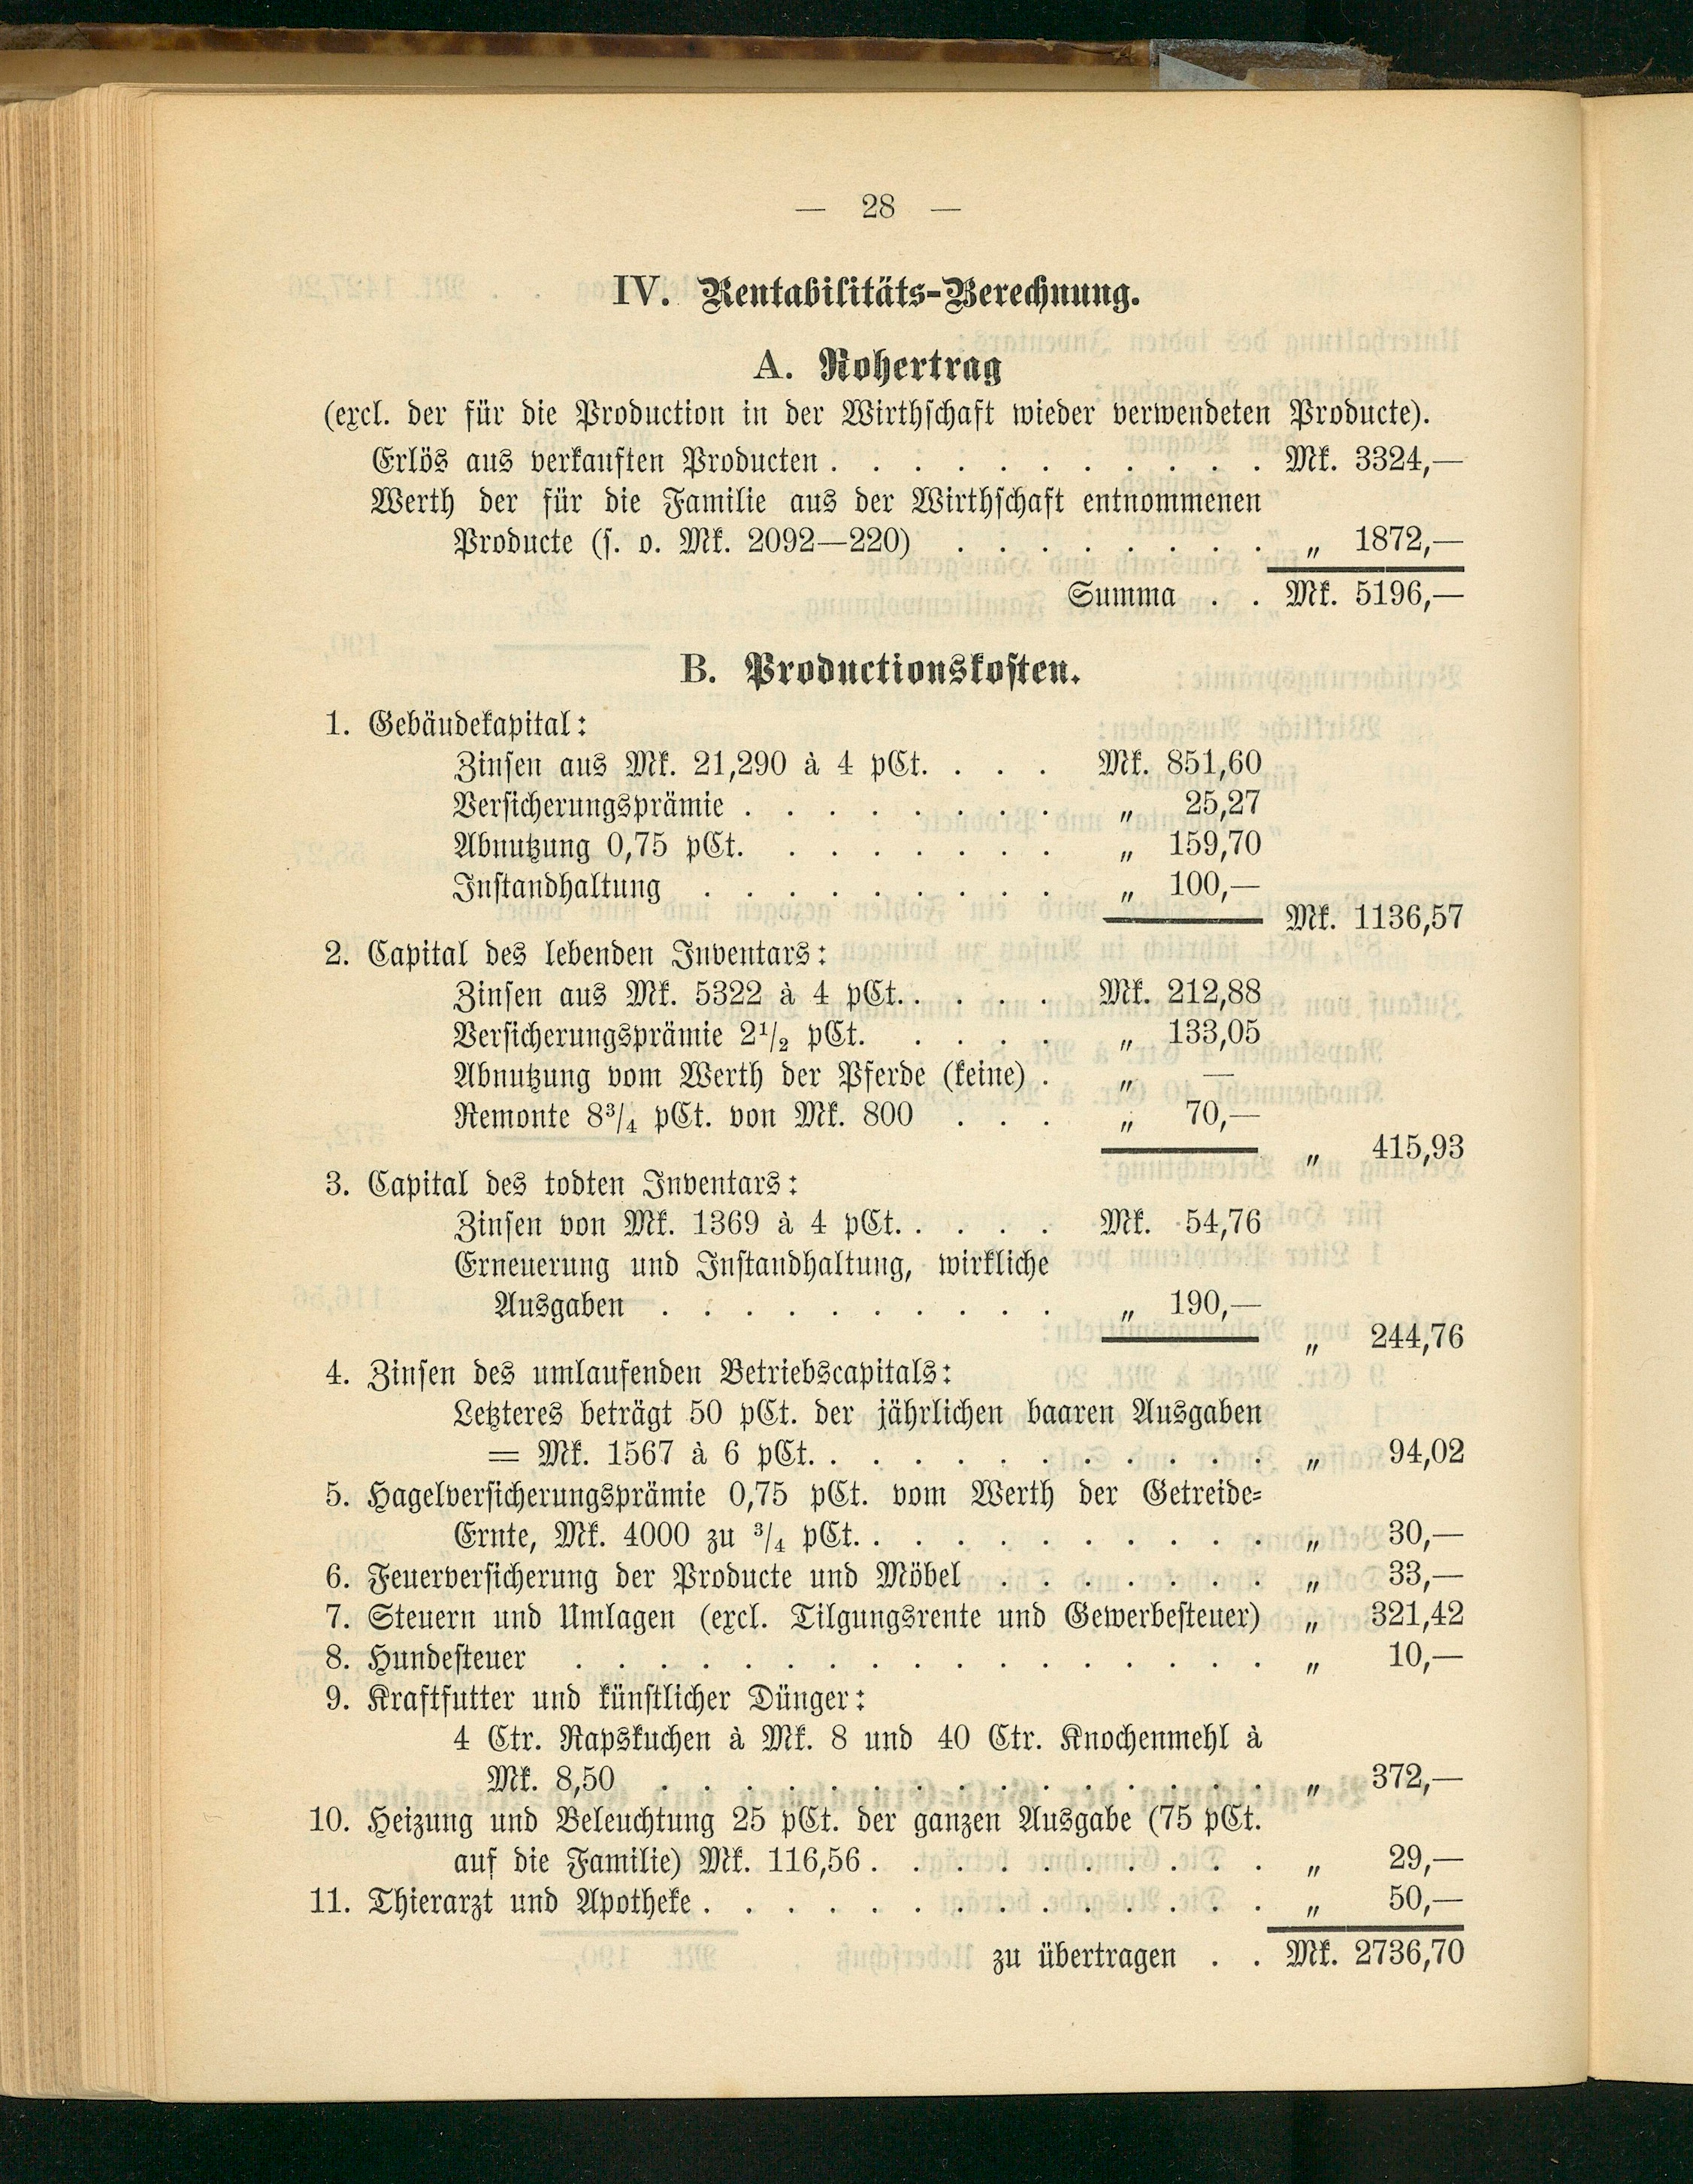 — 28 —
IV. Rentabilitäts-Berechnung.
A. Rohertrag
(excl. der für die Production in der Wirthschaft wieder verwendeten Producte).
Erlös aus verkauften Producten . . . . . . . . . . . Mk. 3324,—
Werth der für die Familie aus der Wirthschaft entnommenen
Producte (s. o. Mk. 2092—220) . . . . . . . . „ 1872,—
Summa . . Mk. 5196,—
B. Productionskosten.
1. Gebäudekapital:
Zinsen aus Mk. 21,290 à 4 pCt. . . . Mk. 851,60
Versicherungsprämie . . . . . . . . „ 25,27
Abnutzung 0,75 pCt. . . . . . . . „ 159,70
Instandhaltung . . . . . . . . . „ 100,—
Mk. 1136,57
2. Capital des lebenden Inventars:
Zinsen aus Mk. 5322 à 4 pCt. . . . . Mk. 212,88
Versicherungsprämie 2½ pCt. . . . . „ 133,05
Abnutzung vom Werth der Pferde (keine) . „ —
Remonte 8¾ pCt. von Mk. 800 . . . „ 70,—
„ 415,93
3. Capital des todten Inventars:
Zinsen von Mk. 1369 à 4 pCt. . . . . Mk. 54,76
Erneuerung und Instandhaltung, wirkliche
Ausgaben . . . . . . . . . . „ 190,—
„ 244,76
4. Zinsen des umlaufenden Betriebscapitals:
Letzteres beträgt 50 pCt. der jährlichen baaren Ausgaben
= Mk. 1567 à 6 pCt. . . . . . . . . . . . „ 94,02
5. Hagelversicherungsprämie 0,75 pCt. vom Werth der Getreide-
Ernte, Mk. 4000 zu ¾ pCt. . . . . . . . . . . „ 30,—
6. Feuerversicherung der Producte und Möbel . . . . . . . „ 33,—
7. Steuern und Umlagen (excl. Tilgungsrente und Gewerbesteuer) „ 321,42
8. Hundesteuer . . . . . . . . . . . . . . . . . „ 10,—
9. Kraftfutter und künstlicher Dünger:
4 Ctr. Rapskuchen à Mk. 8 und 40 Ctr. Knochenmehl à
Mk. 8,50 . . . . . . . . . . . . . . . „ 372,—
10. Heizung und Beleuchtung 25 pCt. der ganzen Ausgabe (75 pCt.
auf die Familie) Mk. 116,56 . . . . . . . . . . „ 29,—
11. Thierarzt und Apotheke . . . . . . . . . . . . . . „ 50,—
zu übertragen . . Mk. 2736,70